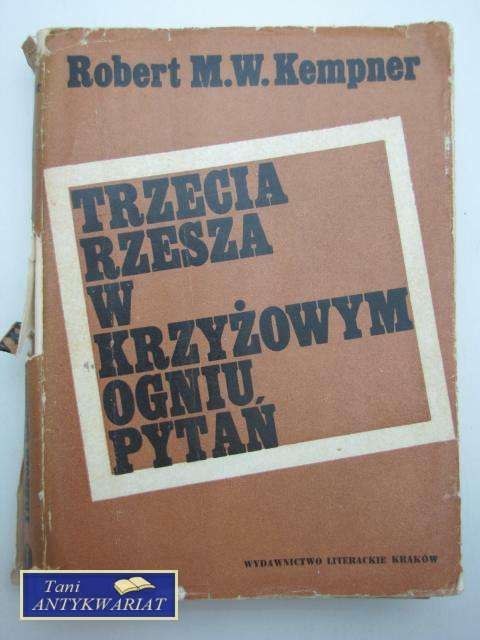 Robert M.W. Kempner
TRZECIA
RZESZA
W
KRZYŻOWYM
OGNIU
PYTAŃ
WYDAWNICTWO LITERACKIE KRAKÓW
Tani
ANTYKWARIAT